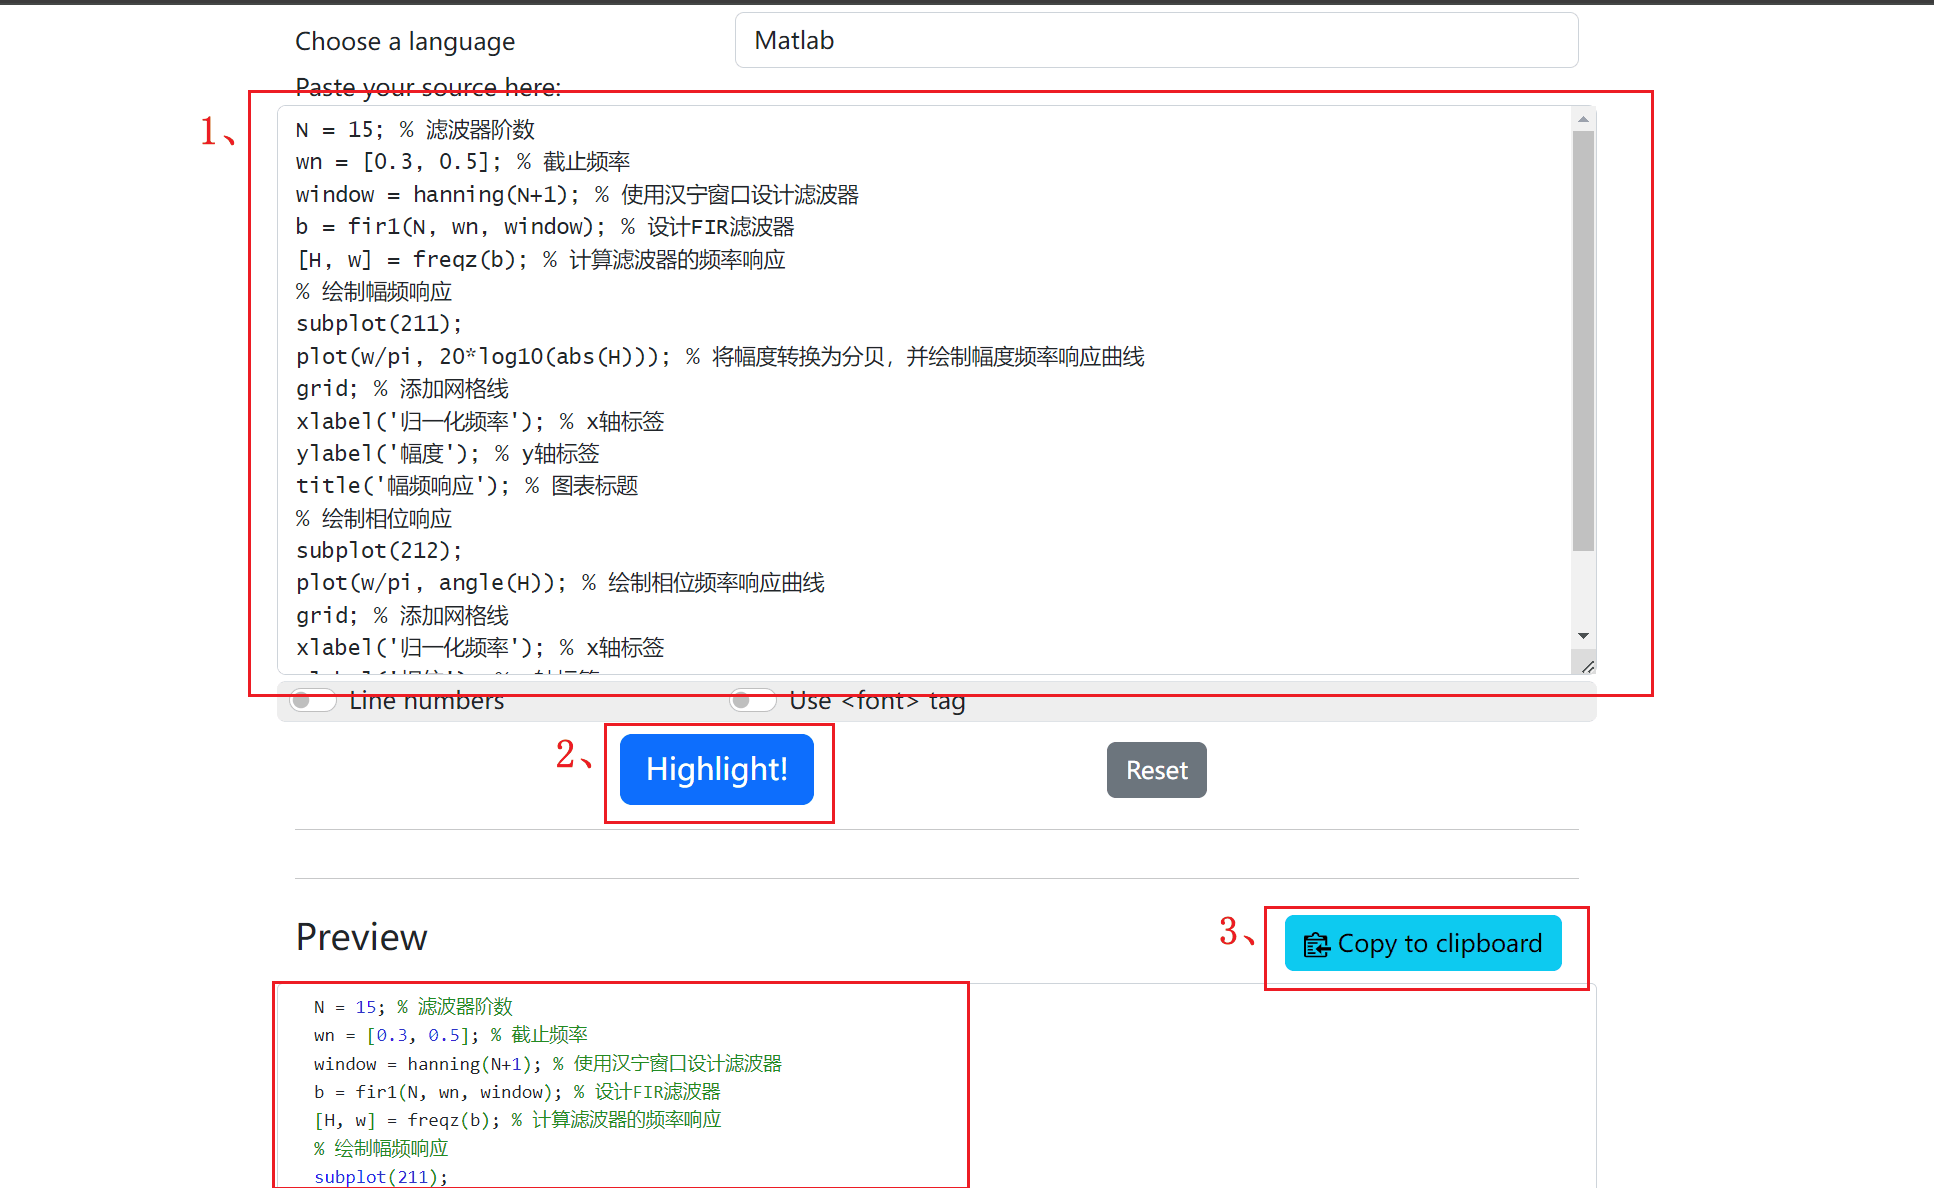 Choose a language
Matlab
Paste your source here:
1、
N = 15; % 滤波器阶数
wn = [0.3, 0.5]; % 截止频率
window = hanning(N+1); % 使用汉宁窗口设计滤波器
b = fir1(N, wn, window); % 设计FIR滤波器
[H, w] = freqz(b); % 计算滤波器的频率响应
% 绘制幅频响应
subplot(211);
plot(w/pi, 20*log10(abs(H))); % 将幅度转换为分贝，并绘制幅度频率响应曲线
grid; % 添加网格线
xlabel('归一化频率'); % x轴标签
ylabel('幅度'); % y轴标签
title('幅频响应'); % 图表标题
% 绘制相位响应
subplot(212);
plot(w/pi, angle(H)); % 绘制相位频率响应曲线
grid; % 添加网格线
xlabel('归一化频率'); % x轴标签
Line numbers
Use <font> tag
2、
Highlight!
Reset
Preview
3、
Copy to clipboard
N = 15; % 滤波器阶数
wn = [0.3, 0.5]; % 截止频率
window = hanning(N+1); % 使用汉宁窗口设计滤波器
b = fir1(N, wn, window); % 设计FIR滤波器
[H, w] = freqz(b); % 计算滤波器的频率响应
% 绘制幅频响应
subplot(211);